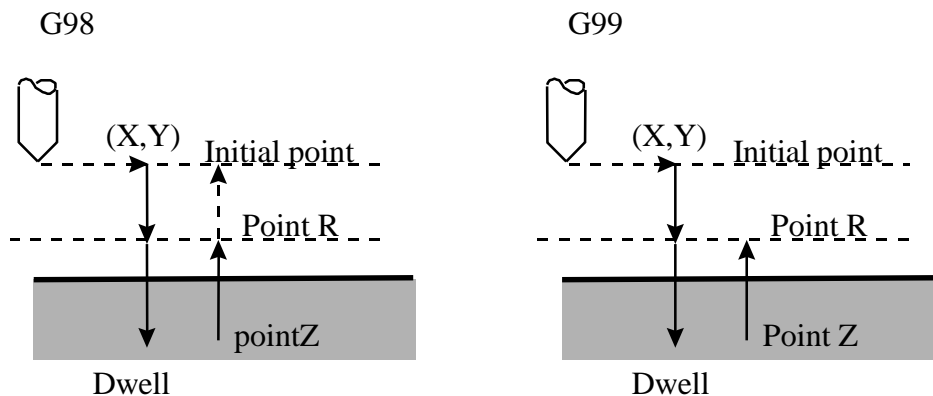 G98
(X,Y)
Initial point
Point R
pointZ
Dwell
G99
(X,Y)
Initial point
Point R
Point Z
Dwell